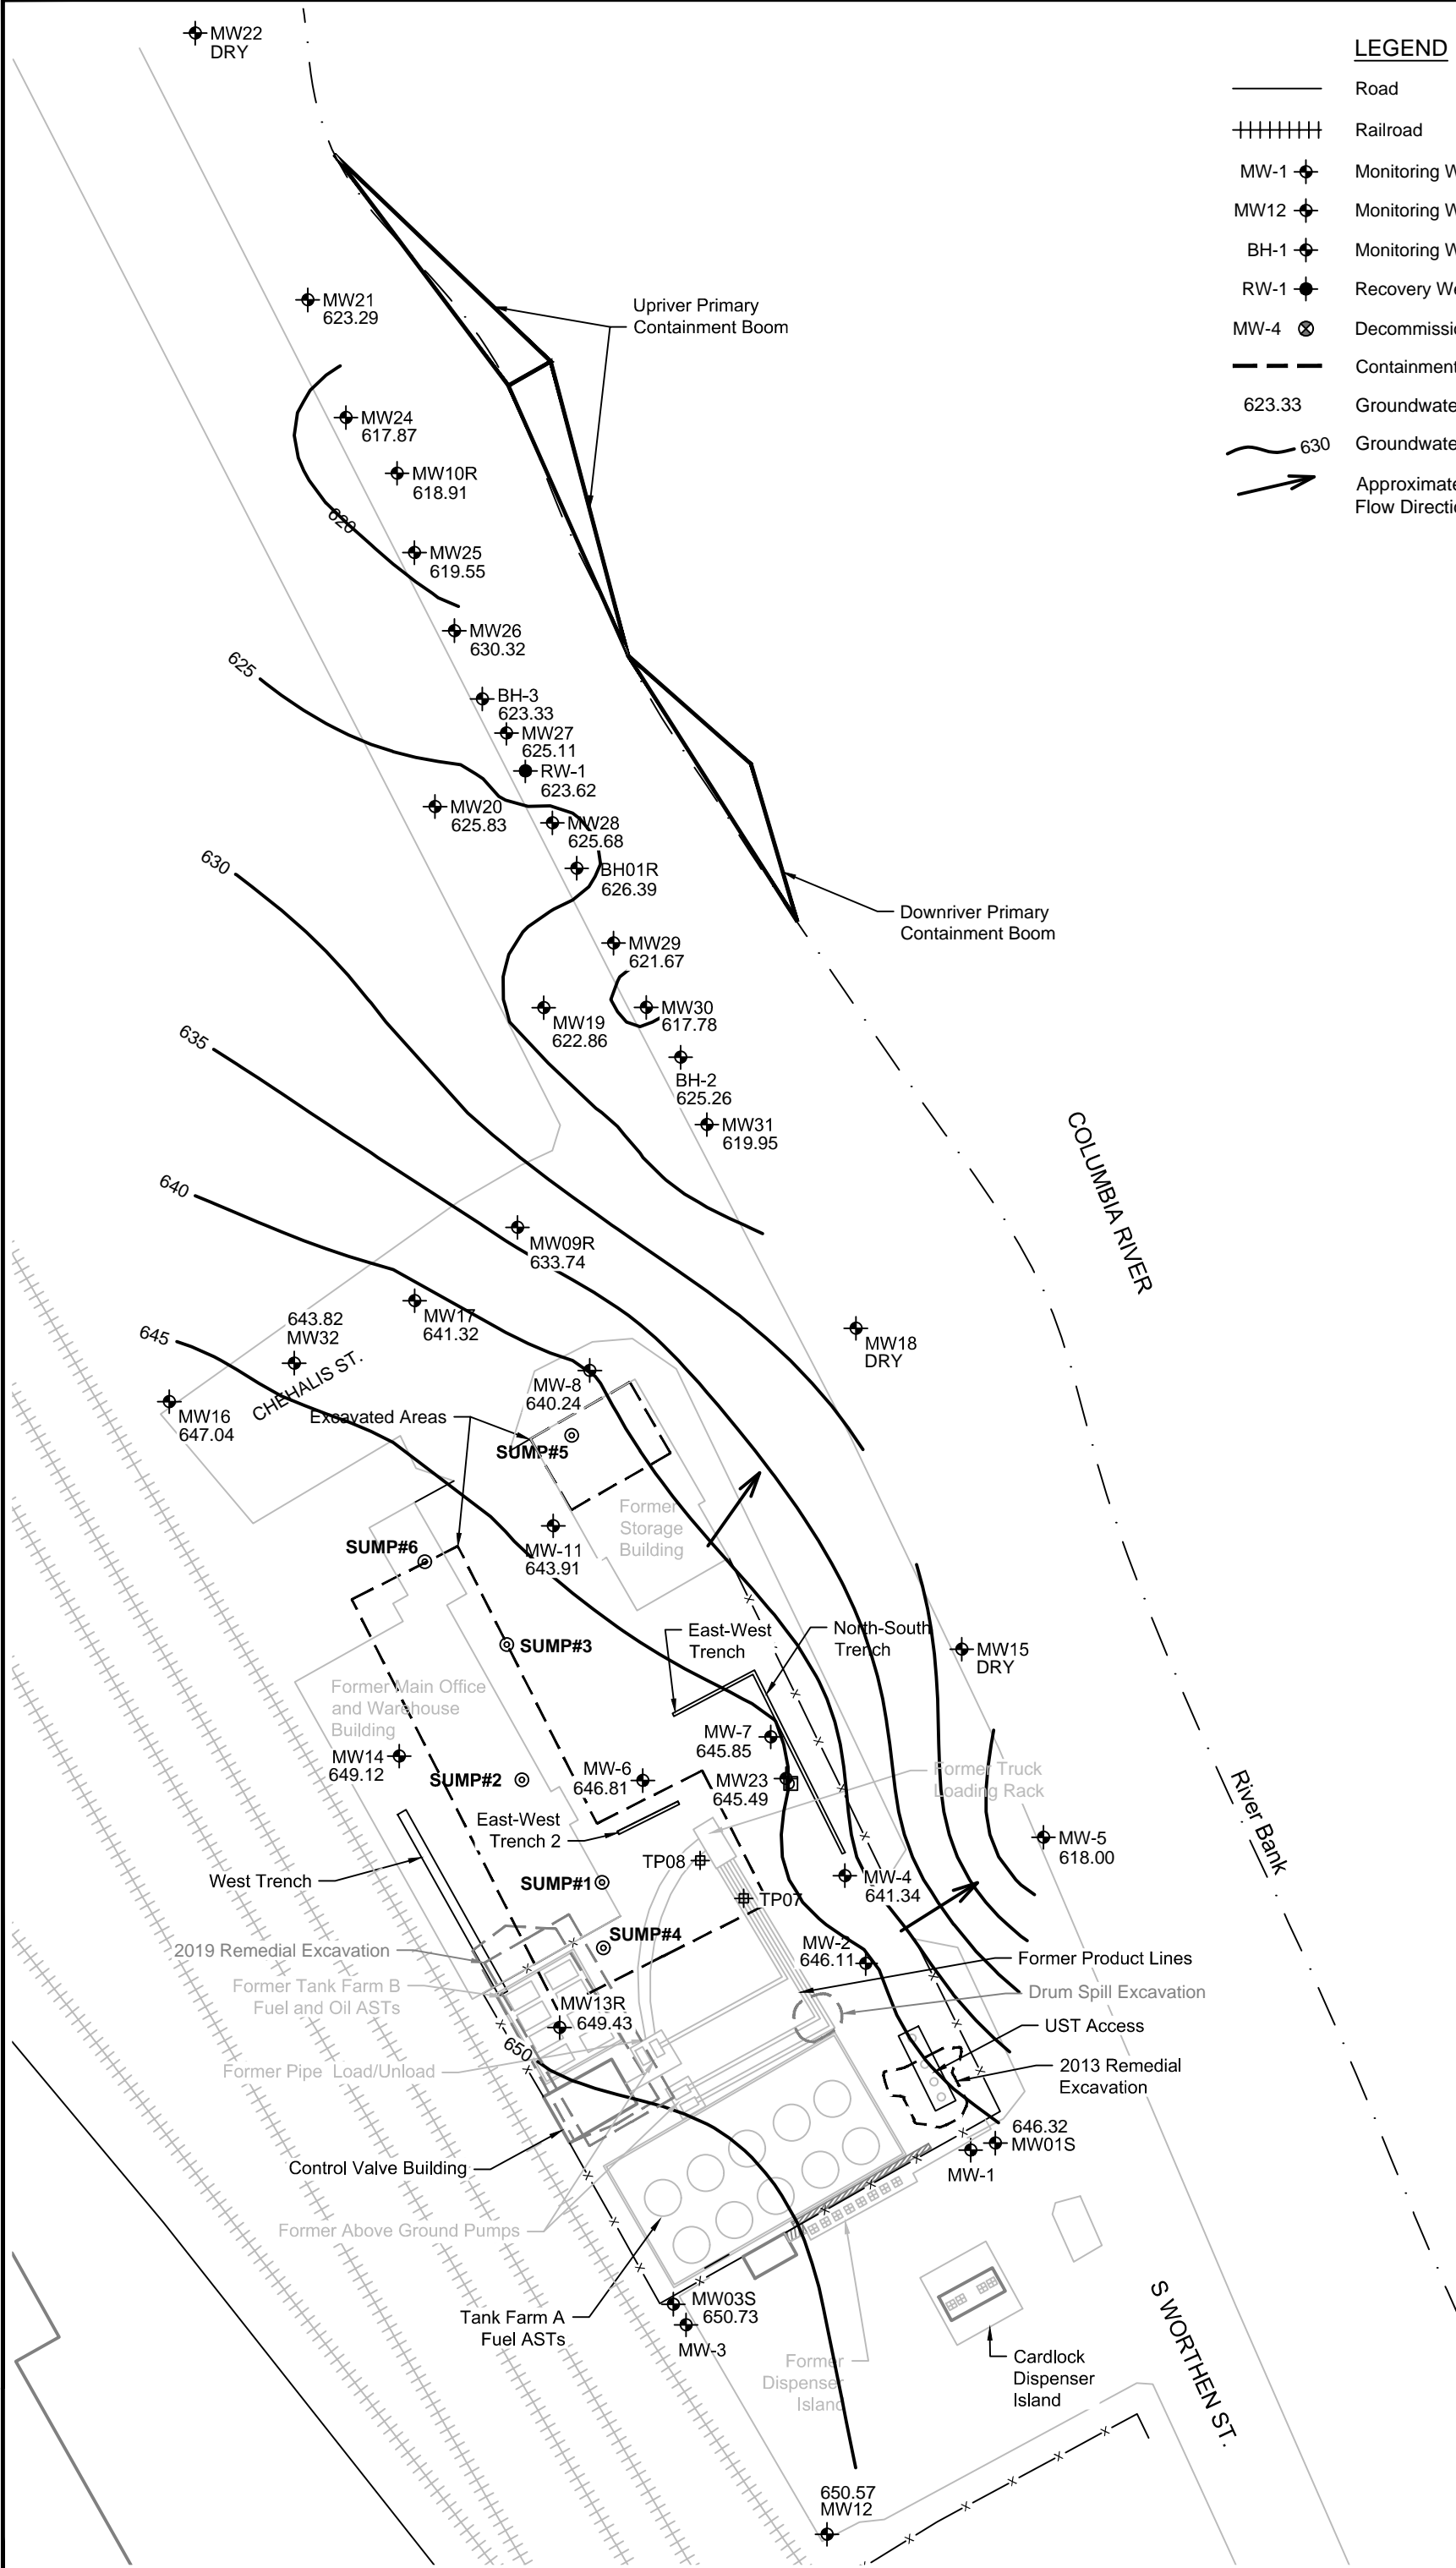 MW22
DRY
LEGEND
Road
Railroad
MW-1
Monitoring W
MW12
Monitoring W
BH-1
Monitoring W
RW-1
Recovery We
MW-4
Decommissi
Containment
623.33
Groundwate
630
Groundwate
Approximate
Flow Directi
MW21
623.29
Upriver Primary
Containment Boom
MW24
617.87
MW10R
618.91
620
MW25
619.55
MW26
630.32
625
BH-3
623.33
MW27
625.11
RW-1
623.62
MW20
625.83
MW28
625.68
630
BH01R
626.39
Downriver Primary
Containment Boom
MW29
621.67
MW30
617.78
MW19
622.86
635
BH-2
625.26
MW31
619.95
COLUMBIA RIVER
640
MW09R
633.74
MW17
641.32
645
643.82
MW32
CHEHALIS ST.
MW18
DRY
MW-8
640.24
MW16
647.04
Excavated Areas
SUMP#5
Former
Storage
Building
SUMP#6
MW-11
643.91
East-West
Trench
North-South
Trench
SUMP#3
MW15
DRY
Former Main Office
and Warehouse
Building
MW-7
645.85
MW14
649.12
SUMP#2
MW-6
646.81
MW23
645.49
Former Truck
Loading Rack
River Bank
East-West
Trench 2
MW-5
618.00
TP08
West Trench
SUMP#1
MW-4
641.34
TP07
SUMP#4
2019 Remedial Excavation
MW-2
646.11
Former Product Lines
Former Tank Farm B
Fuel and Oil ASTs
Drum Spill Excavation
MW13R
649.43
UST Access
650
Former Pipe Load/Unload
2013 Remedial
Excavation
646.32
MW01S
MW-1
Control Valve Building
Former Above Ground Pumps
Tank Farm A
Fuel ASTs
MW03S
650.73
MW-3
Former
Dispenser
Island
Cardlock
Dispenser
Island
S WORTHEN ST.
650.57
MW12